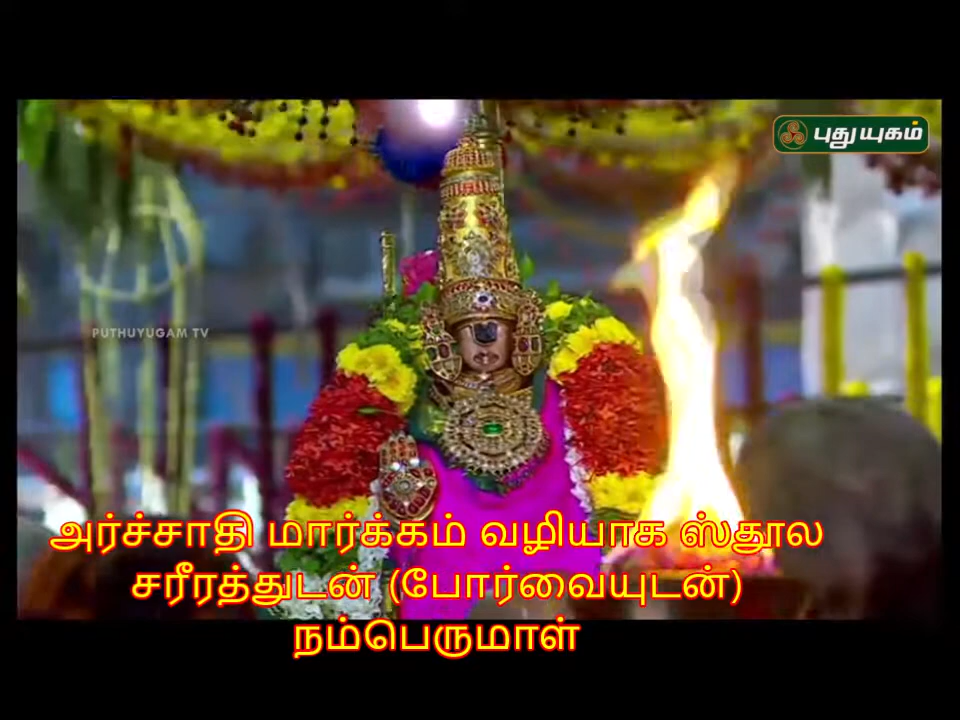 புதுயுகம்
PUTHUYUGAM TV
அர்ச்சாதி மார்க்கம் வழியாக ஸ்தூல
சரீரத்துடன் (போர்வையுடன்)
நம்பெருமாள்